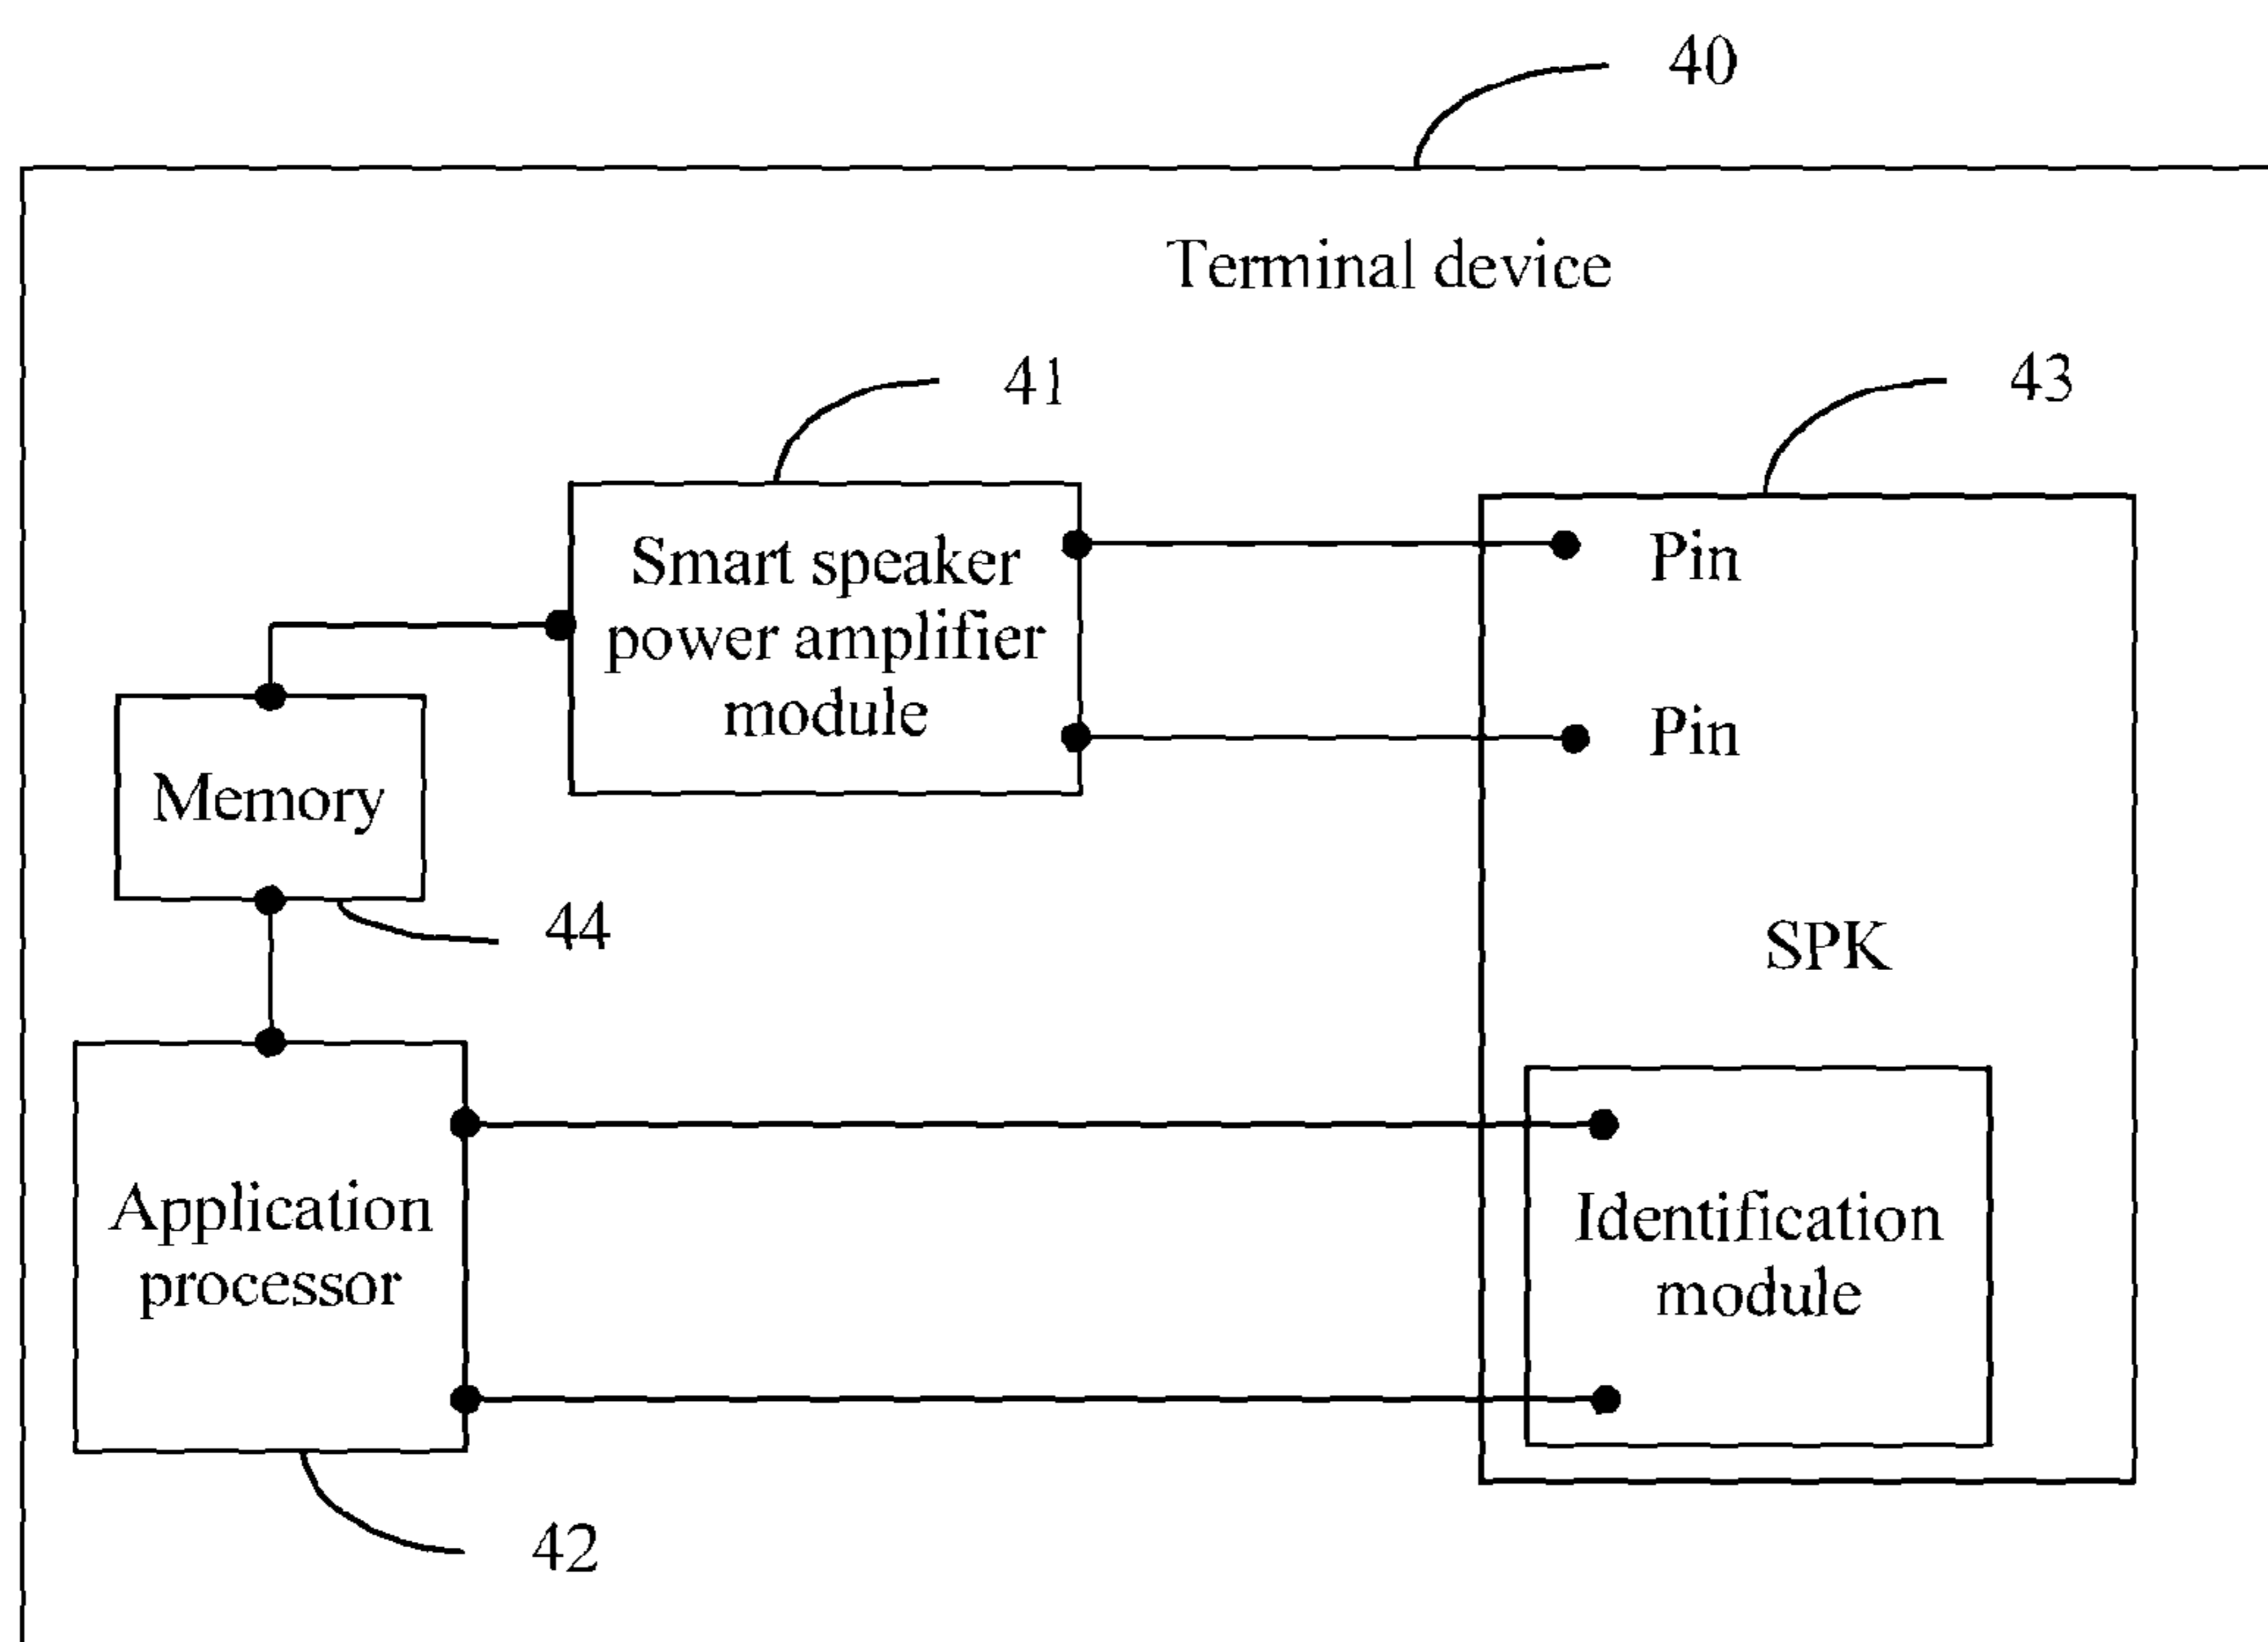 40
Terminal device
41
43
Smart speaker
power amplifier
module
Pin
Pin
Memory
44
SPK
Application
processor
Identification
module
42